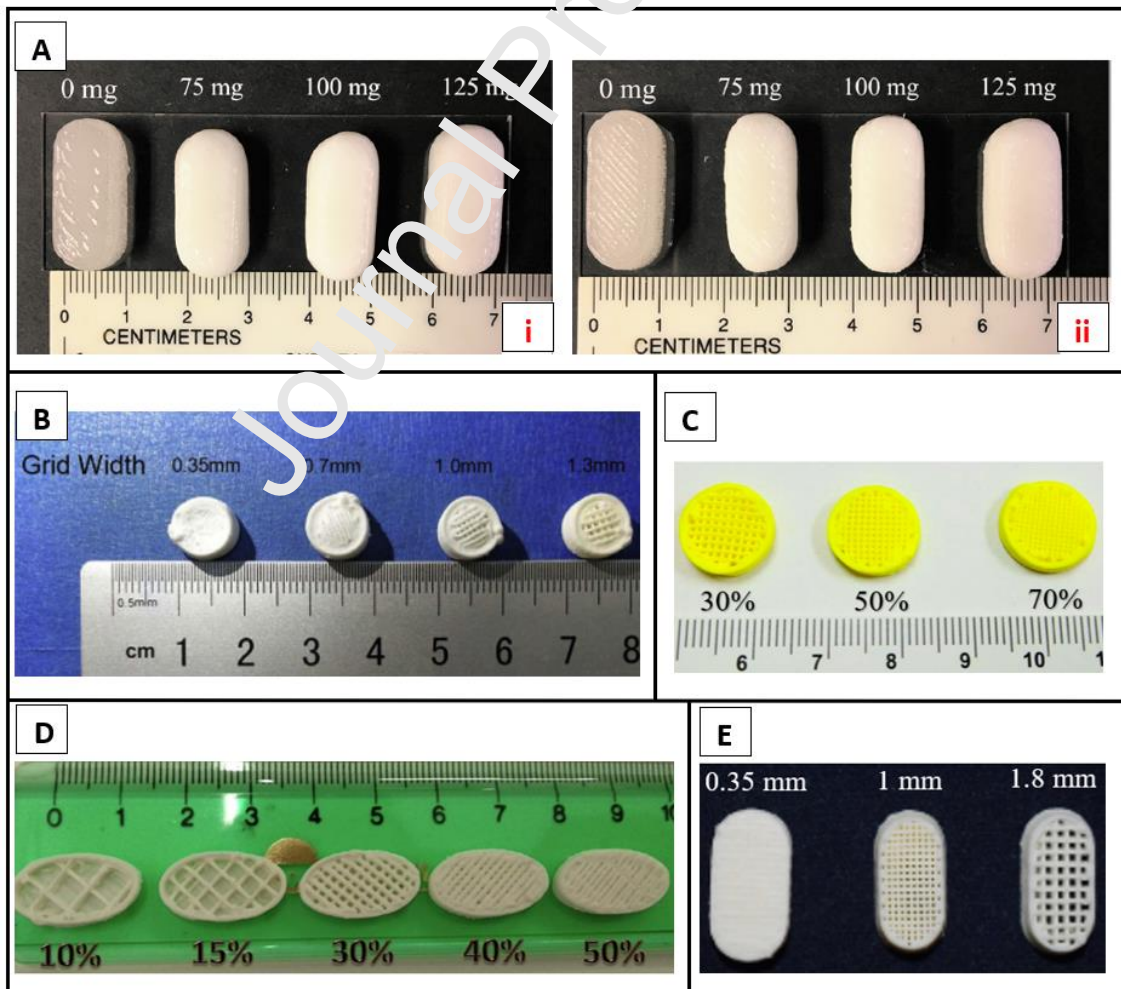 A
0 mg 75 mg 100 mg 125 mg
0 1 2 3 4 5 6 7
CENTIMETERS
i
0 mg 75 mg 100 mg 125 mg
0 1 2 3 4 5 6 7
CENTIMETERS
ii
Journal Pro
B
Grid Width 0.35mm 0.7mm 1.0mm 1.3mm
0.5mm
cm 1 2 3 4 5 6 7 8
C
30% 50% 70%
6 7 8 9 10 1
D
0 1 2 3 4 5 6 7 8 9 10
10% 15% 30% 40% 50%
E
0.35 mm 1 mm 1.8 mm